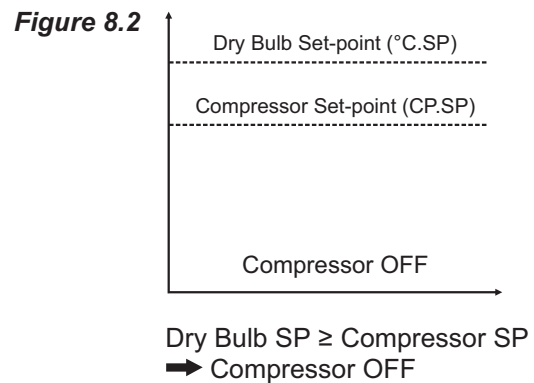 Figure 8.2
Dry Bulb Set-point (°C.SP)
Compressor Set-point (CP.SP)
Compressor OFF
Dry Bulb SP ≥ Compressor SP
➡ Compressor OFF